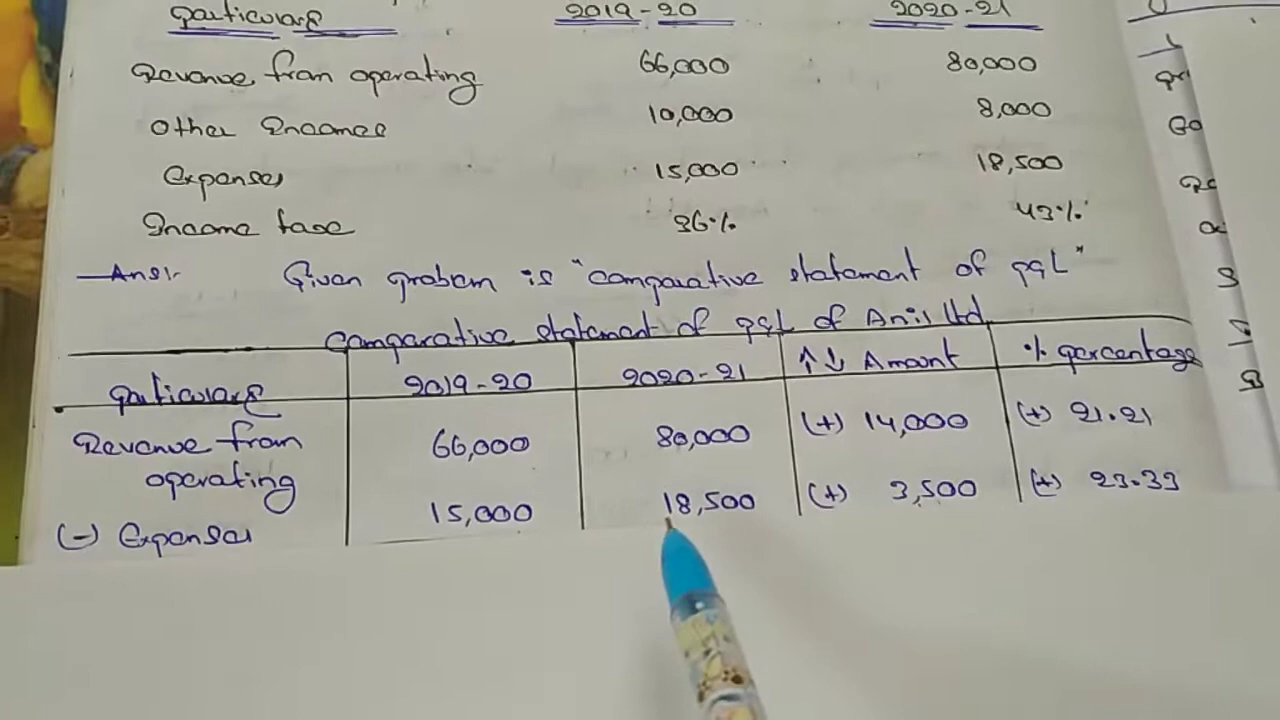 Particulars 2019-20 2020-21
Revenue from operating 66,000 80,000
Other Incomes 10,000 8,000
Expenses 15,000 18,500
Income taxe 36% 43%
Ans:- Given probem is "comparative statement of P&L"
Comparative statement of P&L of Anil Ltd
Particulars 2019-20 2020-21 ↑↓ Amount % percentage
Revenue from 66,000 80,000 (+) 14,000 (+) 21.21
operating
(-) Expenses 15,000 18,500 (+) 3,500 (+) 23.33